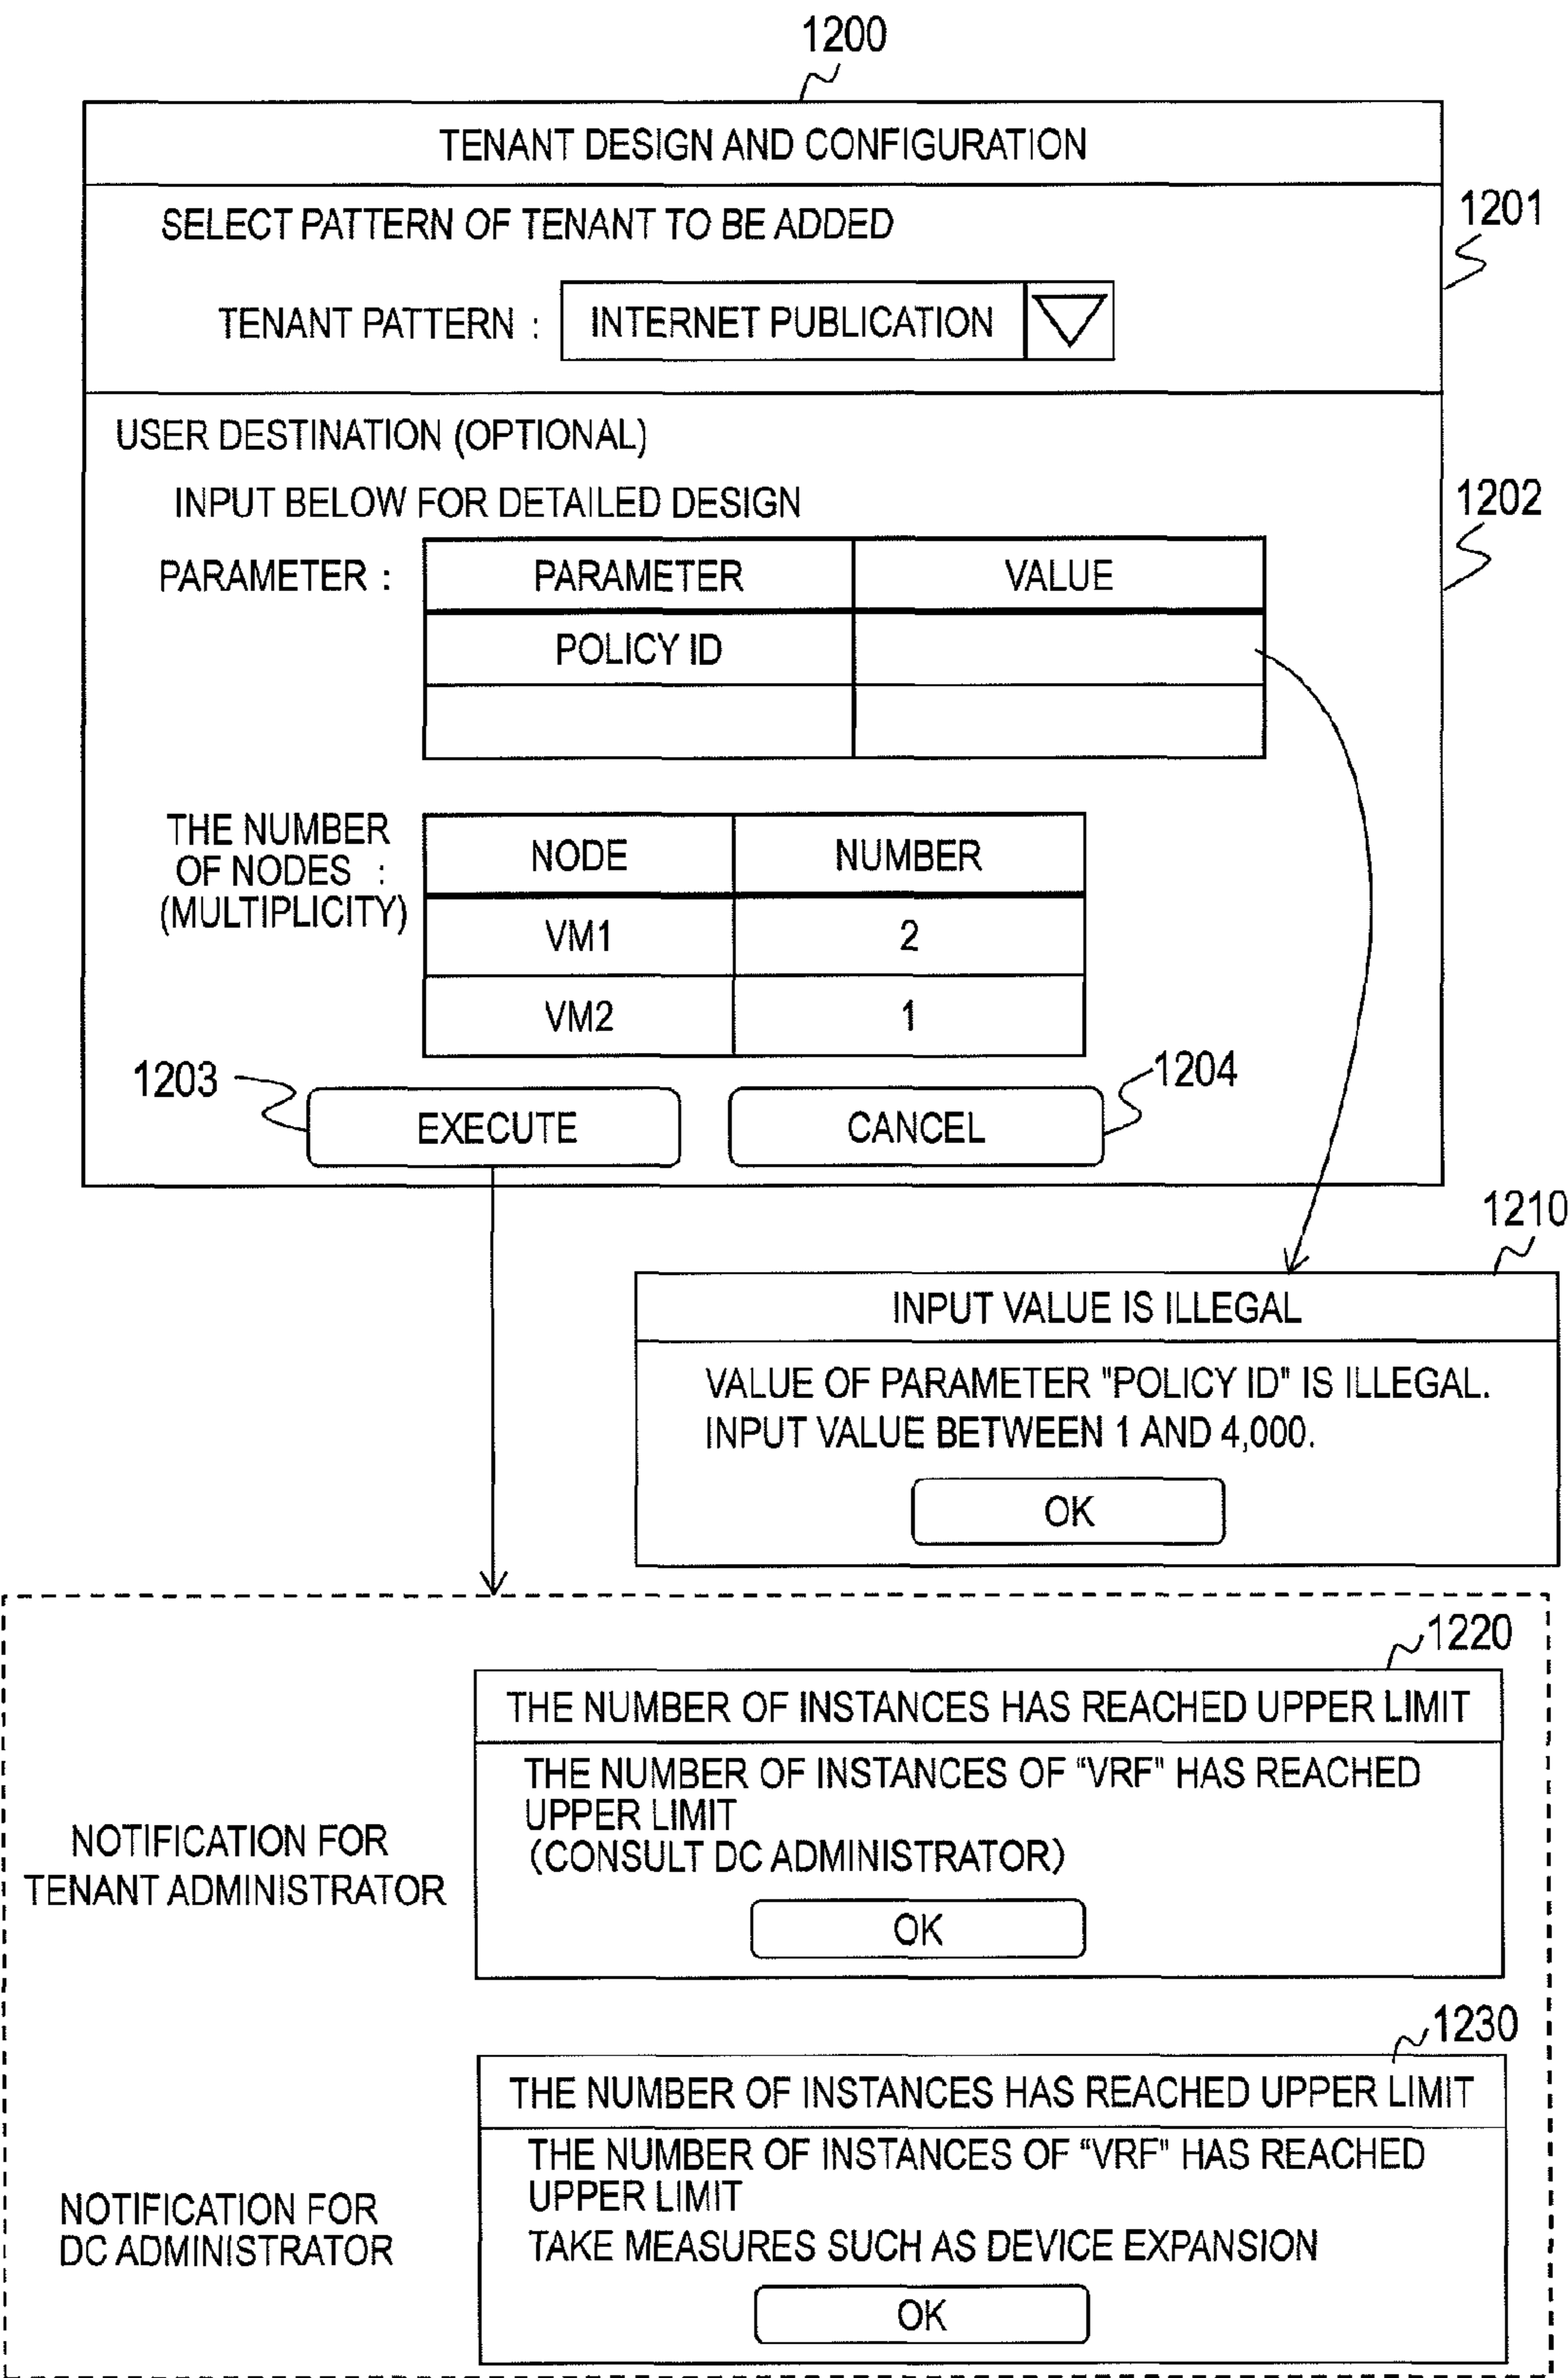 1200
TENANT DESIGN AND CONFIGURATION
1201
SELECT PATTERN OF TENANT TO BE ADDED
TENANT PATTERN : INTERNET PUBLICATION
USER DESTINATION (OPTIONAL)
1202
INPUT BELOW FOR DETAILED DESIGN
PARAMETER : PARAMETER VALUE
POLICY ID
THE NUMBER
OF NODES :
(MULTIPLICITY)
NODE NUMBER
VM1 2
VM2 1
1203
1204
EXECUTE CANCEL
1210
INPUT VALUE IS ILLEGAL
VALUE OF PARAMETER "POLICY ID" IS ILLEGAL.
INPUT VALUE BETWEEN 1 AND 4,000.
OK
1220
THE NUMBER OF INSTANCES HAS REACHED UPPER LIMIT
THE NUMBER OF INSTANCES OF “VRF” HAS REACHED
UPPER LIMIT
(CONSULT DC ADMINISTRATOR)
OK
NOTIFICATION FOR
TENANT ADMINISTRATOR
1230
THE NUMBER OF INSTANCES HAS REACHED UPPER LIMIT
THE NUMBER OF INSTANCES OF “VRF” HAS REACHED
UPPER LIMIT
TAKE MEASURES SUCH AS DEVICE EXPANSION
OK
NOTIFICATION FOR
DC ADMINISTRATOR